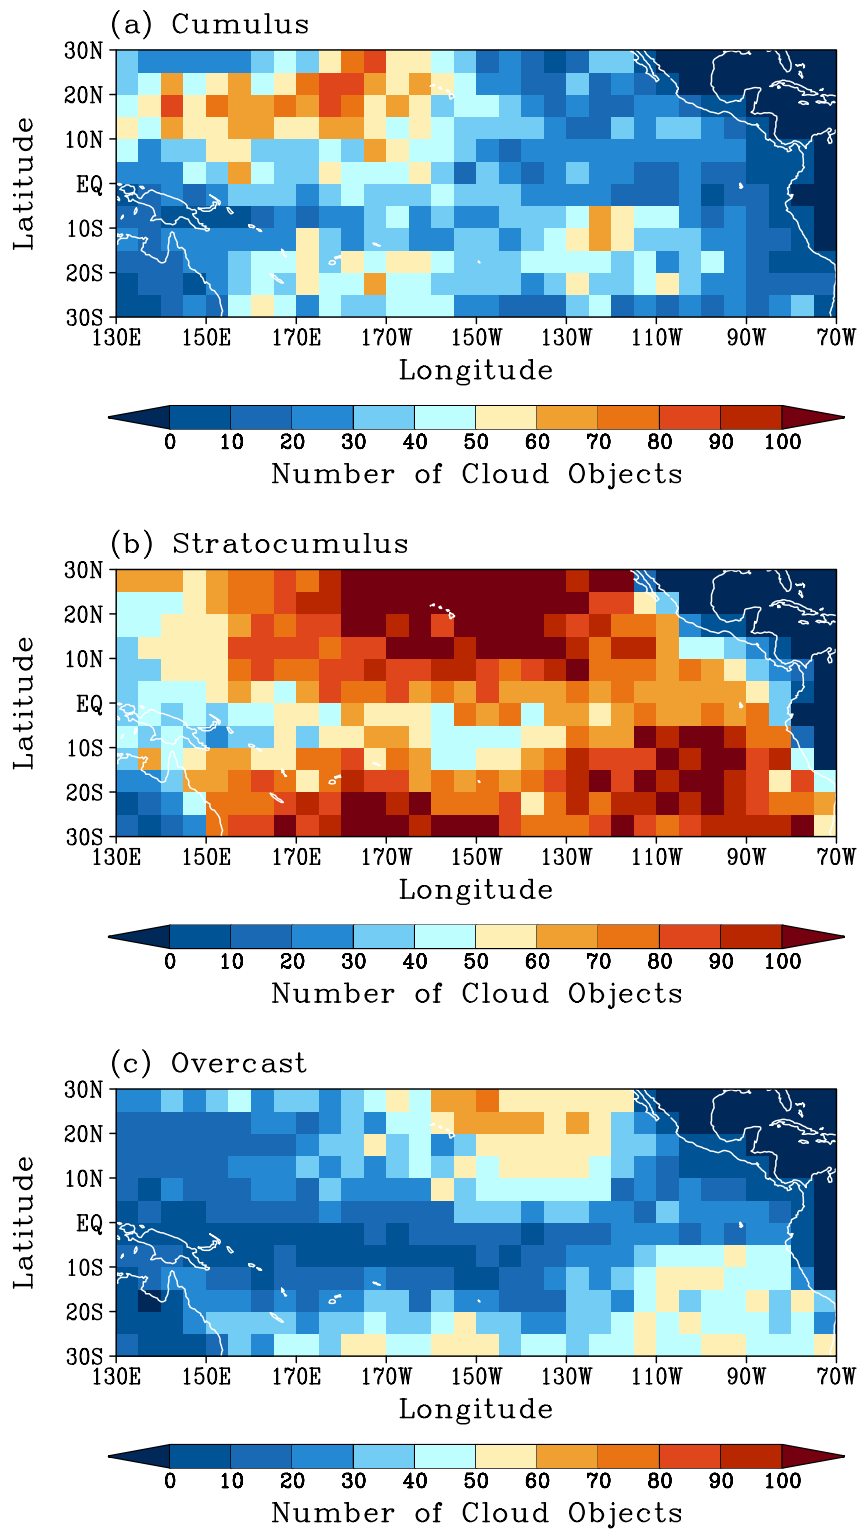 (a) Cumulus
30N
20N
10N
EQ
10S
20S
30S
Latitude
130E 150E 170E 170W 150W 130W 110W 90W 70W
Longitude
0 10 20 30 40 50 60 70 80 90 100
Number of Cloud Objects
(b) Stratocumulus
30N
20N
10N
EQ
10S
20S
30S
Latitude
130E 150E 170E 170W 150W 130W 110W 90W 70W
Longitude
0 10 20 30 40 50 60 70 80 90 100
Number of Cloud Objects
(c) Overcast
30N
20N
10N
EQ
10S
20S
30S
Latitude
130E 150E 170E 170W 150W 130W 110W 90W 70W
Longitude
0 10 20 30 40 50 60 70 80 90 100
Number of Cloud Objects